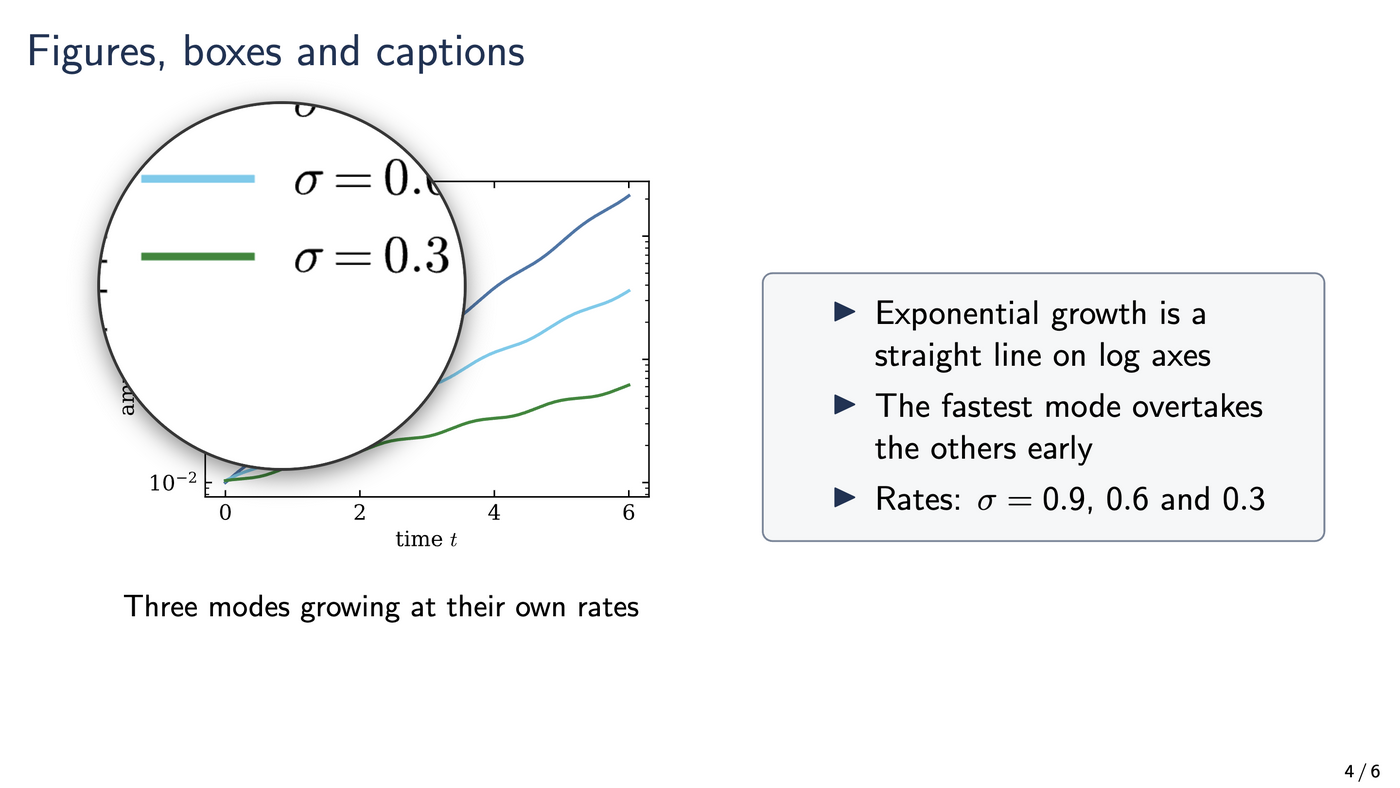 Figures, boxes and captions
σ = 0.
σ = 0.3
10⁻²
0 2 4 6
time t
Three modes growing at their own rates
▶ Exponential growth is a
straight line on log axes
▶ The fastest mode overtakes
the others early
▶ Rates: σ = 0.9, 0.6 and 0.3
4 / 6